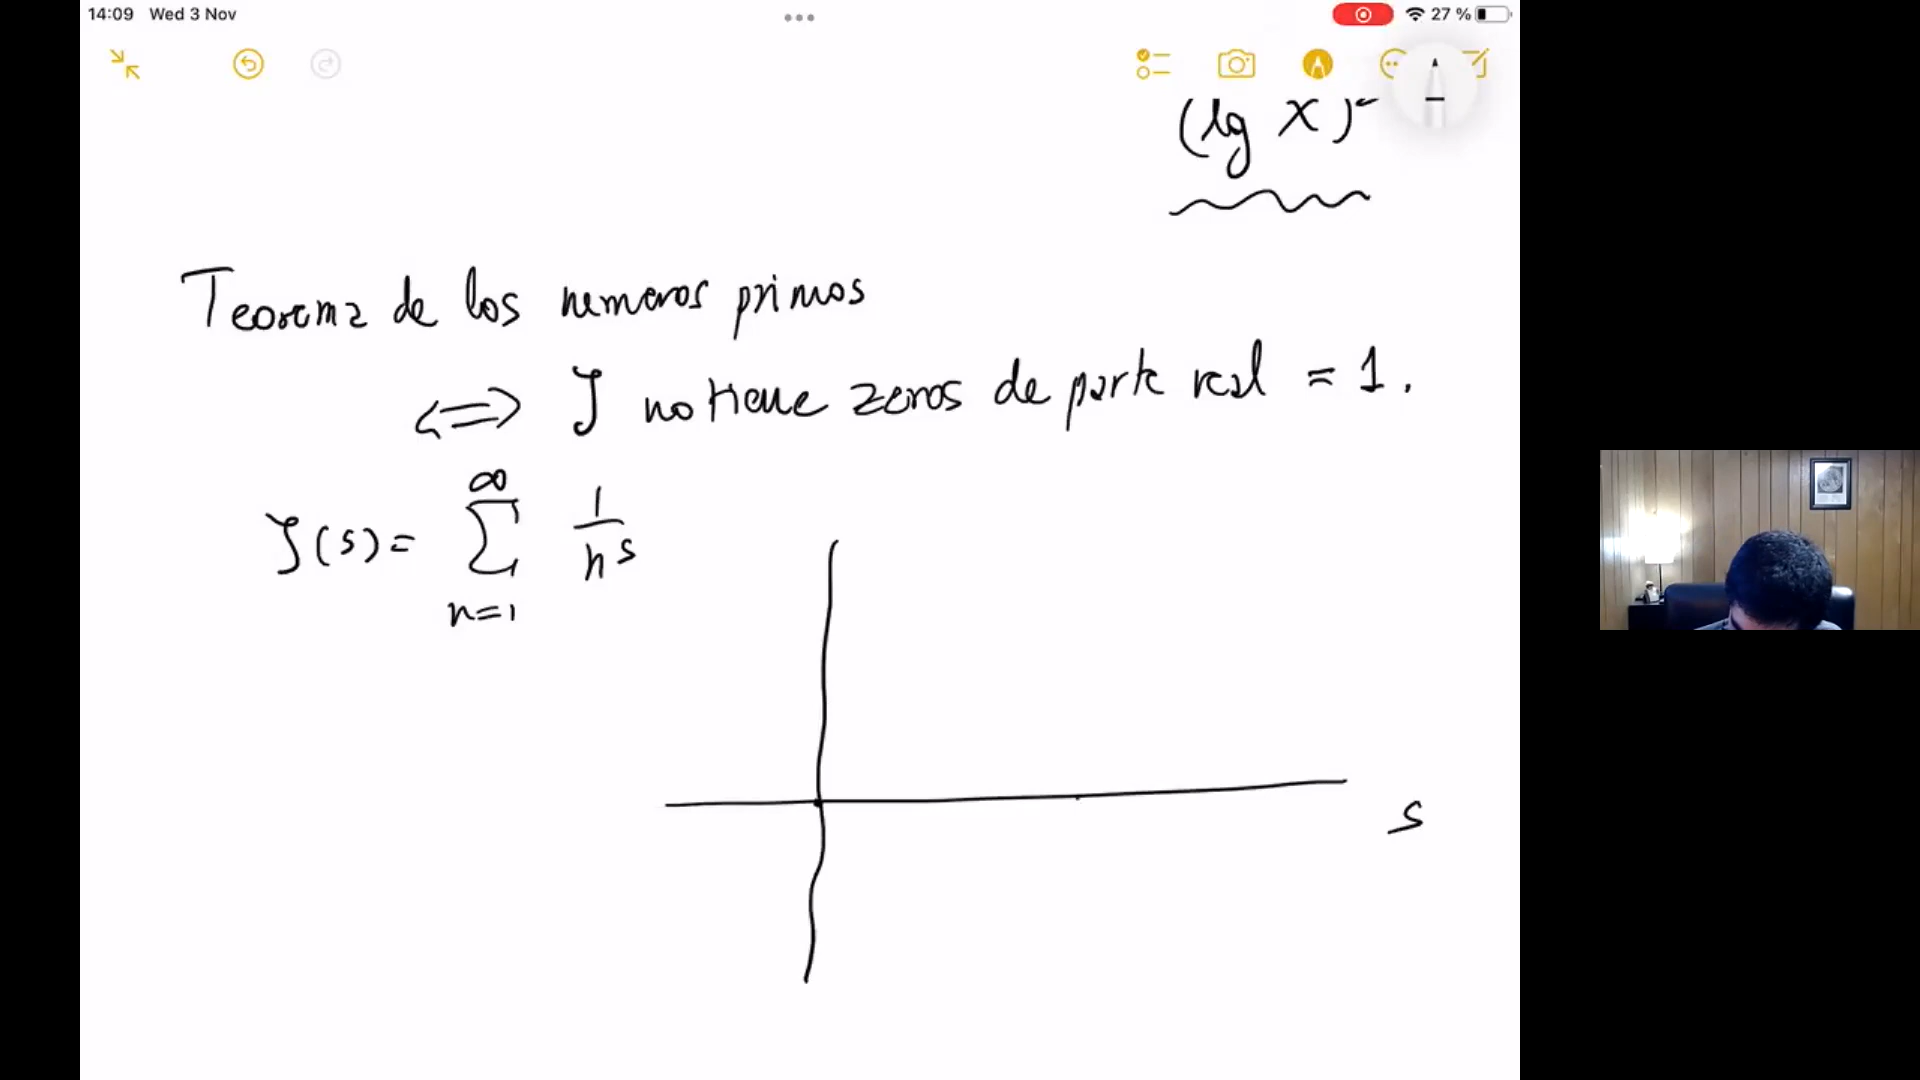 14:09 Wed 3 Nov
27 %
(lg X)²
Teorema de los numeros primos
⟺ ζ no tiene zeros de parte real = 1.
ζ(s) = ∑_{n=1}^{∞} 1/n^s
s